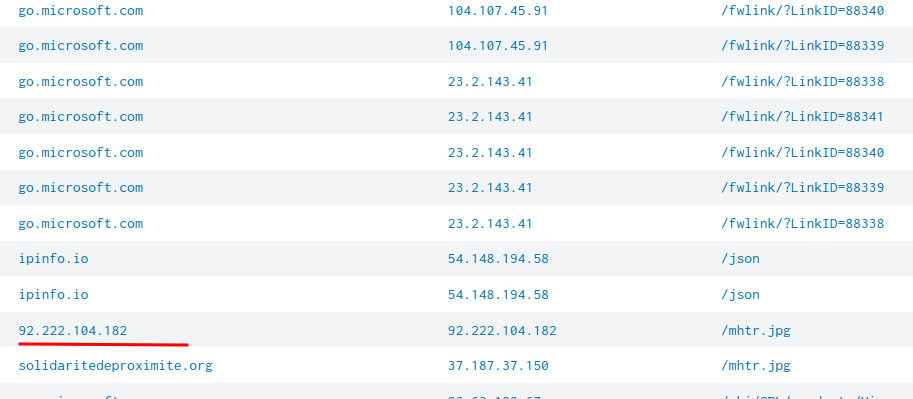 go.microsoft.com 104.107.45.91 /fwlink/?LinkID=88340
go.microsoft.com 104.107.45.91 /fwlink/?LinkID=88339
go.microsoft.com 23.2.143.41 /fwlink/?LinkID=88338
go.microsoft.com 23.2.143.41 /fwlink/?LinkID=88341
go.microsoft.com 23.2.143.41 /fwlink/?LinkID=88340
go.microsoft.com 23.2.143.41 /fwlink/?LinkID=88339
go.microsoft.com 23.2.143.41 /fwlink/?LinkID=88338
ipinfo.io 54.148.194.58 /json
ipinfo.io 54.148.194.58 /json
92.222.104.182 92.222.104.182 /mhtr.jpg
solidaritedeproximite.org 37.187.37.150 /mhtr.jpg